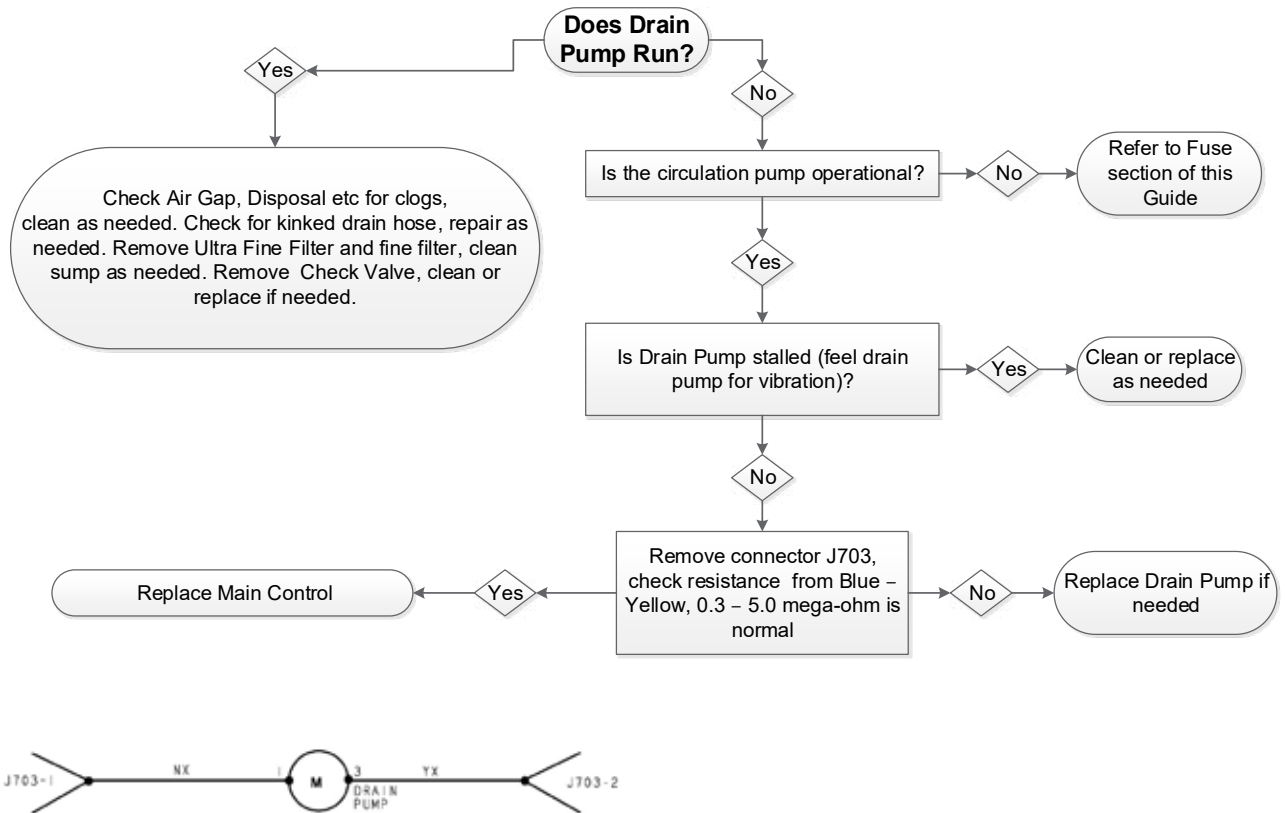 Does Drain
Pump Run?
Yes
No
Check Air Gap, Disposal etc for clogs,
clean as needed. Check for kinked drain hose, repair as
needed. Remove Ultra Fine Filter and fine filter, clean
sump as needed. Remove Check Valve, clean or
replace if needed.
Is the circulation pump operational?
No
Refer to Fuse
section of this
Guide
Yes
Is Drain Pump stalled (feel drain
pump for vibration)?
Yes
Clean or replace
as needed
No
Remove connector J703,
check resistance from Blue –
Yellow, 0.3 – 5.0 mega-ohm is
normal
Yes
Replace Main Control
No
Replace Drain Pump if
needed
J703-1
NX
1
M
3
DRAIN
PUMP
YX
J703-2